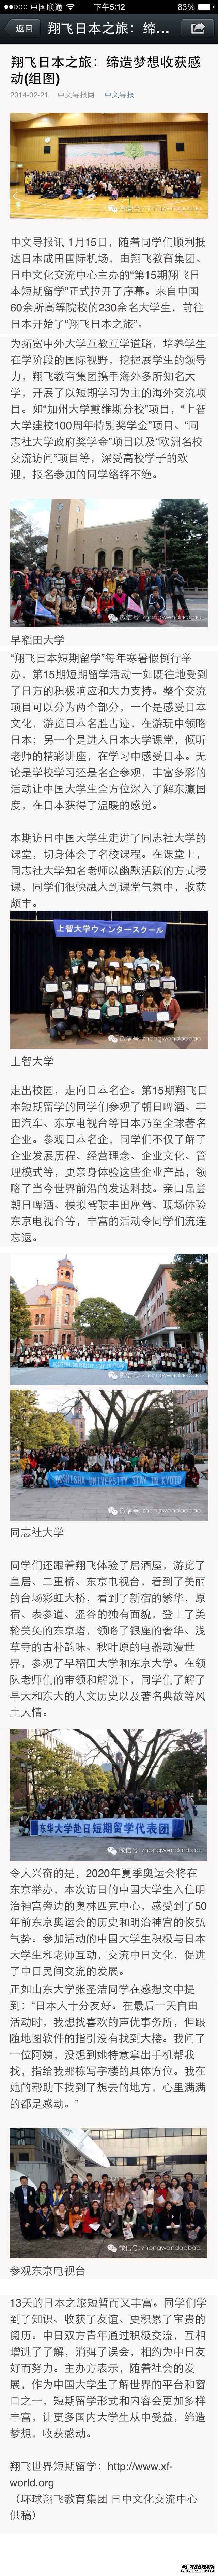 中国联通 下午5:12 83%
返回 翔飞日本之旅：缔...
翔飞日本之旅：缔造梦想收获感
动(组图)
2014-02-21 中文导报网 中文导报
微信号: zhongwendaobao
中文导报讯 1月15日，随着同学们顺利抵
达日本成田国际机场，由翔飞教育集团、
日中文化交流中心主办的“第15期翔飞日
本短期留学”正式拉开了序幕。来自中国
60余所高等院校的230余名大学生，前往
日本开始了“翔飞日本之旅”。
为拓宽中外大学互教互学道路，培养学生
在学阶段的国际视野，挖掘展学生的领导
力，翔飞教育集团携手海外多所知名大
学，开展了以短期学习为主的海外交流项
目。如“加州大学戴维斯分校”项目，“上智
大学建校100周年特别奖学金”项目、“同
志社大学政府奖学金”项目以及“欧洲名校
交流访问”项目等，深受高校学子的欢
迎，报名参加的同学络绎不绝。
微信号: zhongwendaobao
早稻田大学
“翔飞日本短期留学”每年寒暑假例行举
办，第15期短期留学活动一如既往地受到
了日方的积极响应和大力支持。整个交流
项目可以分为两个部分，一个是感受日本
文化，游览日本名胜古迹，在游玩中领略
日本；另一个是进入日本大学课堂，倾听
老师的精彩讲座，在学习中感受日本。无
论是学校学习还是名企参观，丰富多彩的
活动让中国大学生全方位深入了解东瀛国
度，在日本获得了温暖的感觉。
本期访日中国大学生走进了同志社大学的
课堂，切身体会了名校课程。在课堂上，
同志社大学知名老师以幽默活跃的方式授
课，同学们很快融入到课堂气氛中，收获
颇丰。
上智大学ウィンタースクール
微信号: zhongwendaobao
上智大学
走出校园，走向日本名企。第15期翔飞日
本短期留学的同学们参观了朝日啤酒、丰
田汽车、东京电视台等日本乃至全球著名
企业。参观日本名企，同学们不仅了解了
企业发展历程、经营理念、企业文化、管
理模式等，更亲身体验这些企业产品，领
略了当今世界前沿的发达科技。亲口品尝
朝日啤酒、模拟驾驶丰田座驾、现场体验
东京电视台等，丰富的活动令同学们流连
忘返。
微信号: zhongwendaobao
DOSHISHA UNIVERSITY STAY IN KYOTO
微信号: zhongwendaobao
同志社大学
同学们还跟着翔飞体验了居酒屋，游览了
皇居、二重桥、东京电视台，看到了美丽
的台场彩虹大桥，看到了新宿的繁华，原
宿、表参道、涩谷的独有面貌，登上了美
轮美奂的东京塔，领略了银座的奢华、浅
草寺的古朴韵味、秋叶原的电器动漫世
界，参观了早稻田大学和东京大学。在领
队老师们的带领和解说下，同学们了解了
早大和东大的人文历史以及著名典故等风
土人情。
东华大学赴日短期留学代表团
微信号: zhongwendaobao
令人兴奋的是，2020年夏季奥运会将在
东京举办，本次访日的中国大学生入住明
治神宫旁边的奥林匹克中心，感受到了50
年前东京奥运会的历史和明治神宫的恢弘
气势。参加活动的中国大学生积极与日本
大学生和老师互动，交流中日文化，促进
了中日民间交流的发展。
正如山东大学张圣洁同学在感想文中提
到：“日本人十分友好。在最后一天自由
活动时，我想找喜欢的声优事务所，但跟
随地图软件的指引没有找到大楼。我问了
一位阿姨，没想到她特意拿出手机帮我
找，指给我那栋写字楼的具体方位。我在
她的帮助下找到了想去的地方，心里满满
的都是感动。”
微信号: zhongwendaobao
参观东京电视台
13天的日本之旅短暂而又丰富。同学们学
到了知识、收获了友谊、更积累了宝贵的
阅历。中日双方青年通过积极交流，互相
增进了了解，消弭了误会，相约为中日友
好而努力。主办方表示，随着社会的发
展，作为中国大学生了解世界的平台和窗
口之一，短期留学形式和内容会更加多样
丰富，让更多国内大学生从中受益，缔造
梦想，收获感动。
翔飞世界短期留学：http://www.xf-
world.org
（环球翔飞教育集团 日中文化交流中心
供稿）